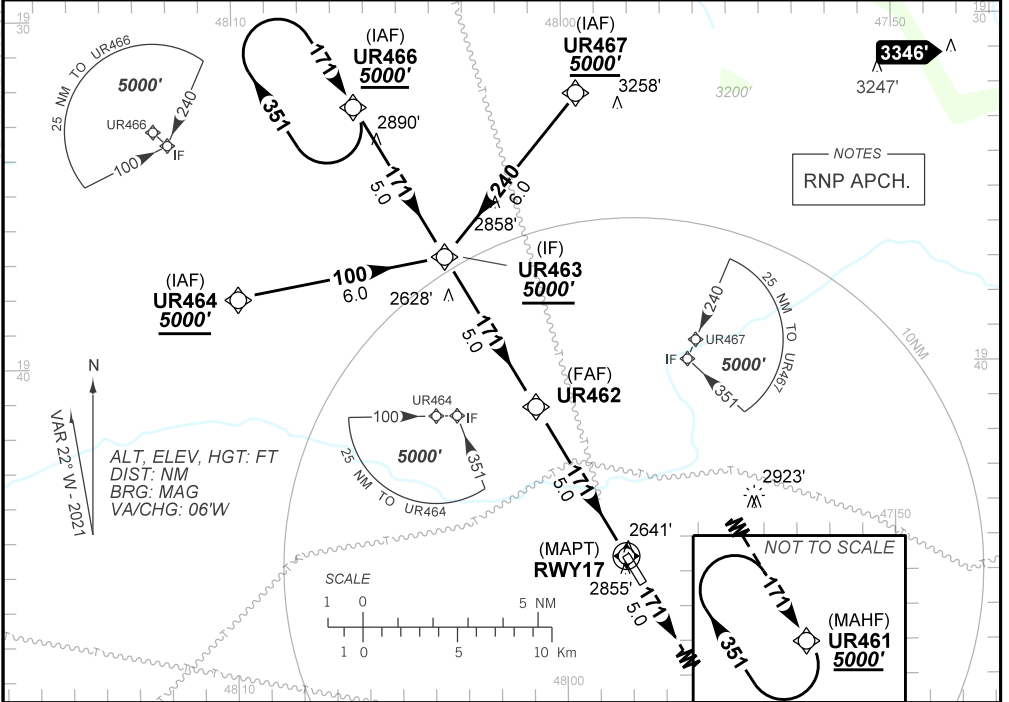 19
30
48 10
48 00
47 50
19
30
25 NM TO UR466
5000'
240
UR466
IF
100
171
351
(IAF)
UR466
5000'
2890'
(IAF)
UR467
5000'
3258'
3200'
3346'
3247'
NOTES
RNP APCH.
171
5.0
240
6.0
2858'
(IAF)
UR464
5000'
100
6.0
2628'
(IF)
UR463
5000'
171
5.0
240
UR467
IF
5000'
351
25 NM TO UR467
10NM
19
40
19
40
(FAF)
UR462
N
VAR 22° W - 2021
ALT, ELEV, HGT: FT
DIST: NM
BRG: MAG
VA/CHG: 06'W
UR464
100
IF
5000'
351
25 NM TO UR464
171
5.0
2923'
47 50
2641'
(MAPT)
RWY17
2855'
171
5.0
NOT TO SCALE
171
351
(MAHF)
UR461
5000'
SCALE
1 0 5 NM
1 0 5 10 Km
48 10
48 00